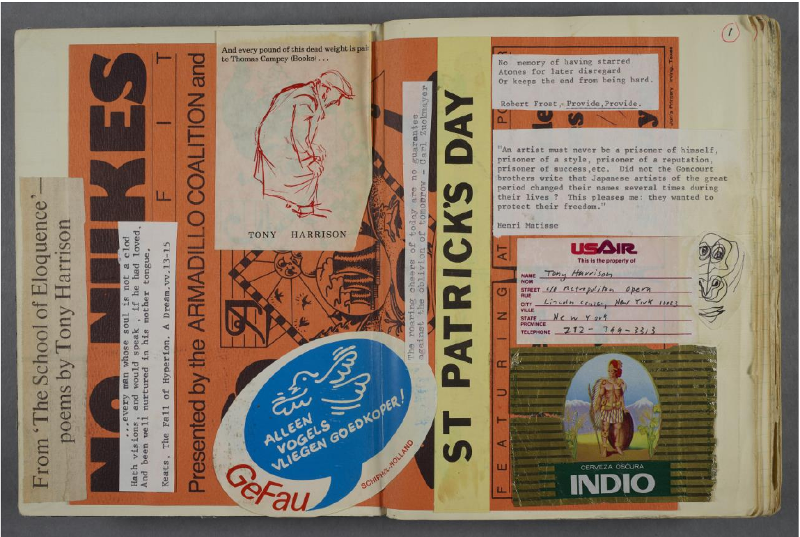 From 'The School of Eloquence'—
poems by Tony Harrison
NO NUKES
FIT
Presented by the ARMADILLO COALITION and
...every man whose soul is not a clod
Hath visions, and would speak, if he had loved,
And been well nurtured in his mother tongue.
Keats, The Fall of Hyperion, A Dream, vv.13-15
And every pound of this dead weight is pain
to Thomas Campey (Books) . . .
TONY HARRISON
ALLEEN
VOGELS
VLIEGEN GOEDKOPER!
GeFau
SCHIPHOL-HOLLAND
The roaring cheers of today are no guarantee
against the oblivion of tomorrow - Carl Zuckmayer
ST PATRICK'S DAY
1
No memory of having starred
Atones for later disregard
Or keeps the end from being hard.
Robert Frost,- Provide,Provide.
"An artist must never be a prisoner of himself,
prisoner of a style, prisoner of a reputation,
prisoner of success,etc. Did not the Goncourt
brothers write that Japanese artists of the great
period changed their names several times during
their lives ? This pleases me: they wanted to
protect their freedom."
Henri Matisse
FEATURING AT
USAIR
This is the property of
NAME Tony Harrison
NOM
STREET Metropolitan Opera
RUE
CITY Lincoln Center, New York
VILLE
STATE New York
PROVINCE
TELEPHONE 212-
CERVEZA OBSCURA
INDIO